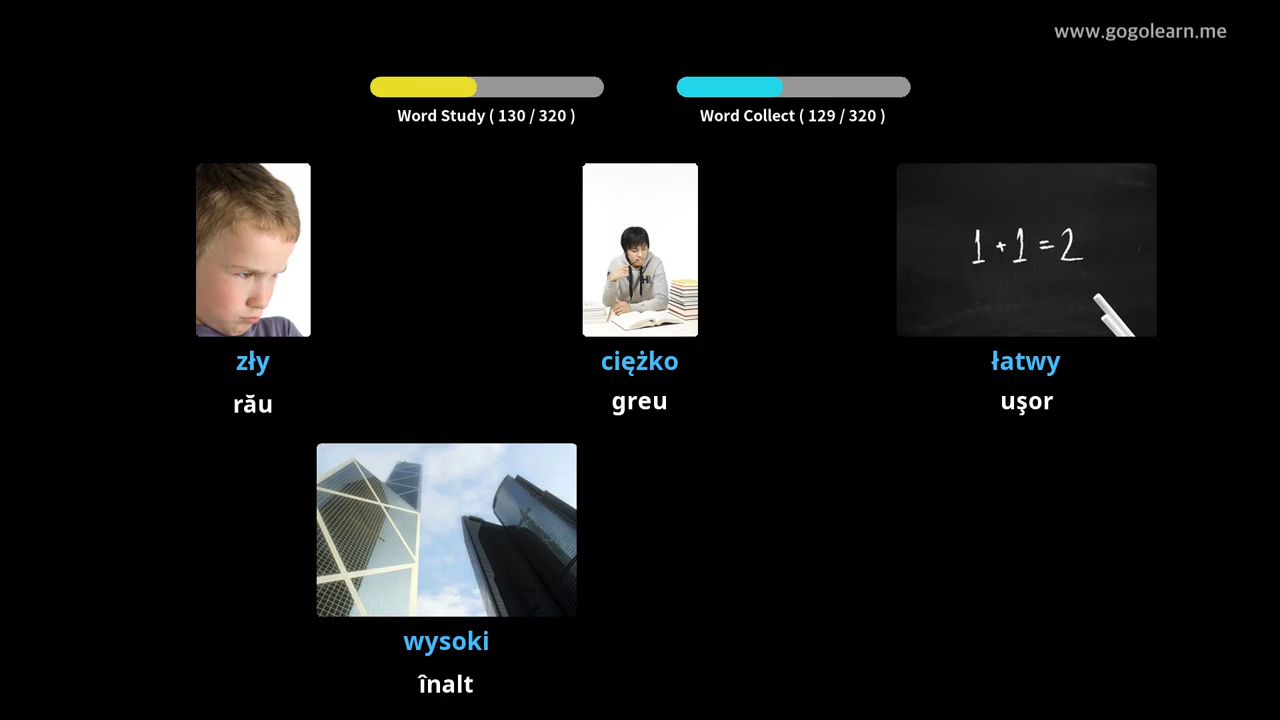 www.gogolearn.me
Word Study ( 130 / 320 )
Word Collect ( 129 / 320 )
1 + 1 = 2
zły
ciężko
łatwy
rău
greu
uşor
wysoki
înalt